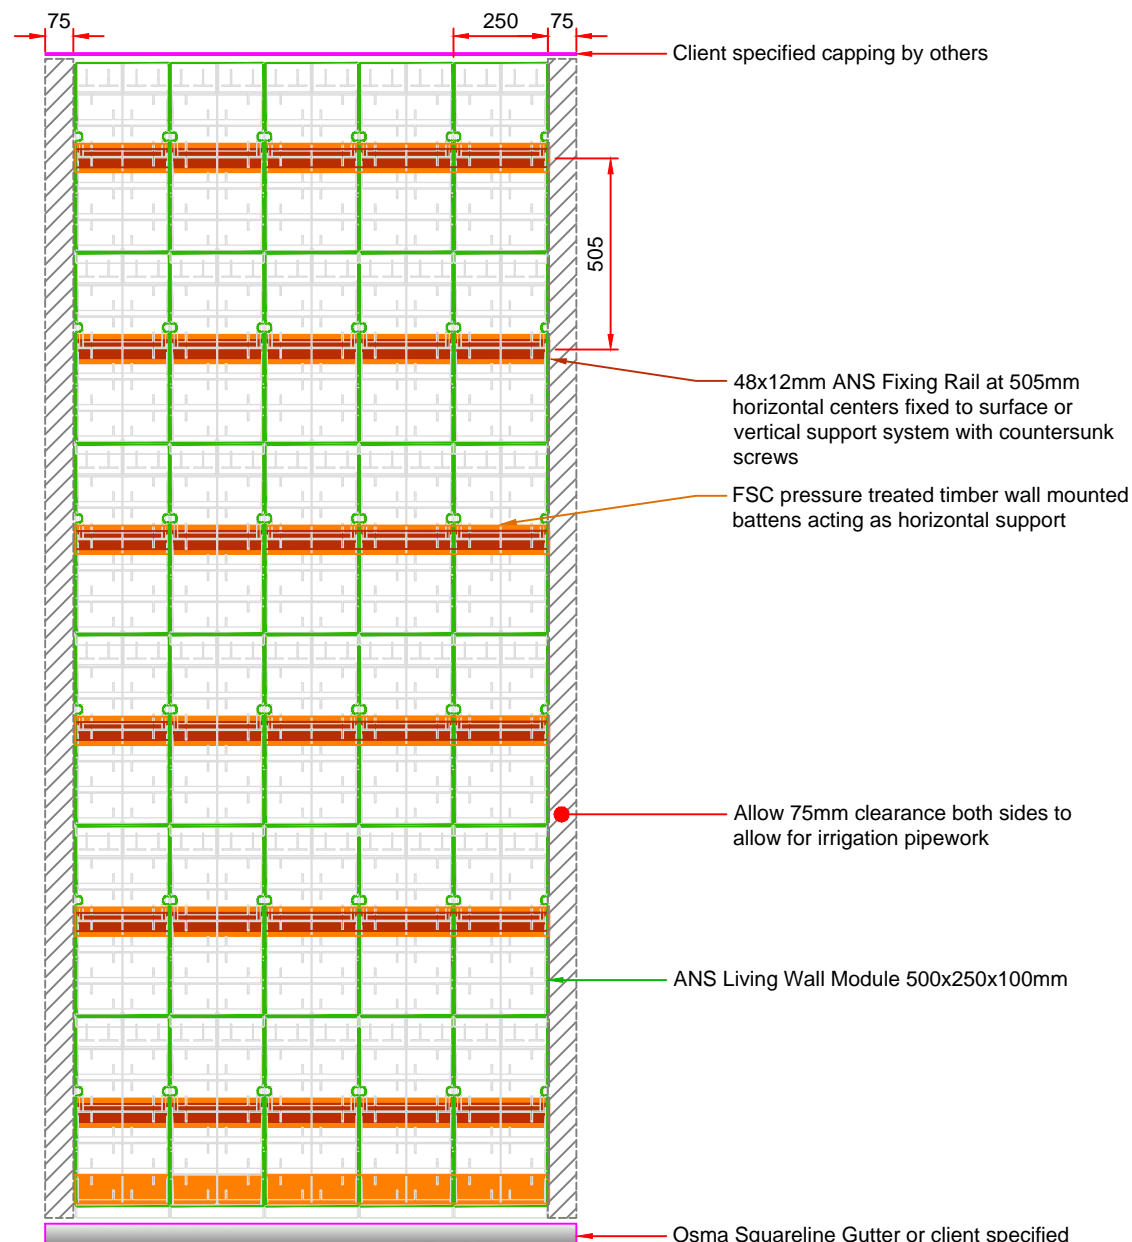 75
250
75
Client specified capping by others
505
48x12mm ANS Fixing Rail at 505mm
horizontal centers fixed to surface or
vertical support system with countersunk
screws
FSC pressure treated timber wall mounted
battens acting as horizontal support
Allow 75mm clearance both sides to
allow for irrigation pipework
ANS Living Wall Module 500x250x100mm
Osma Squareline Gutter or client specified